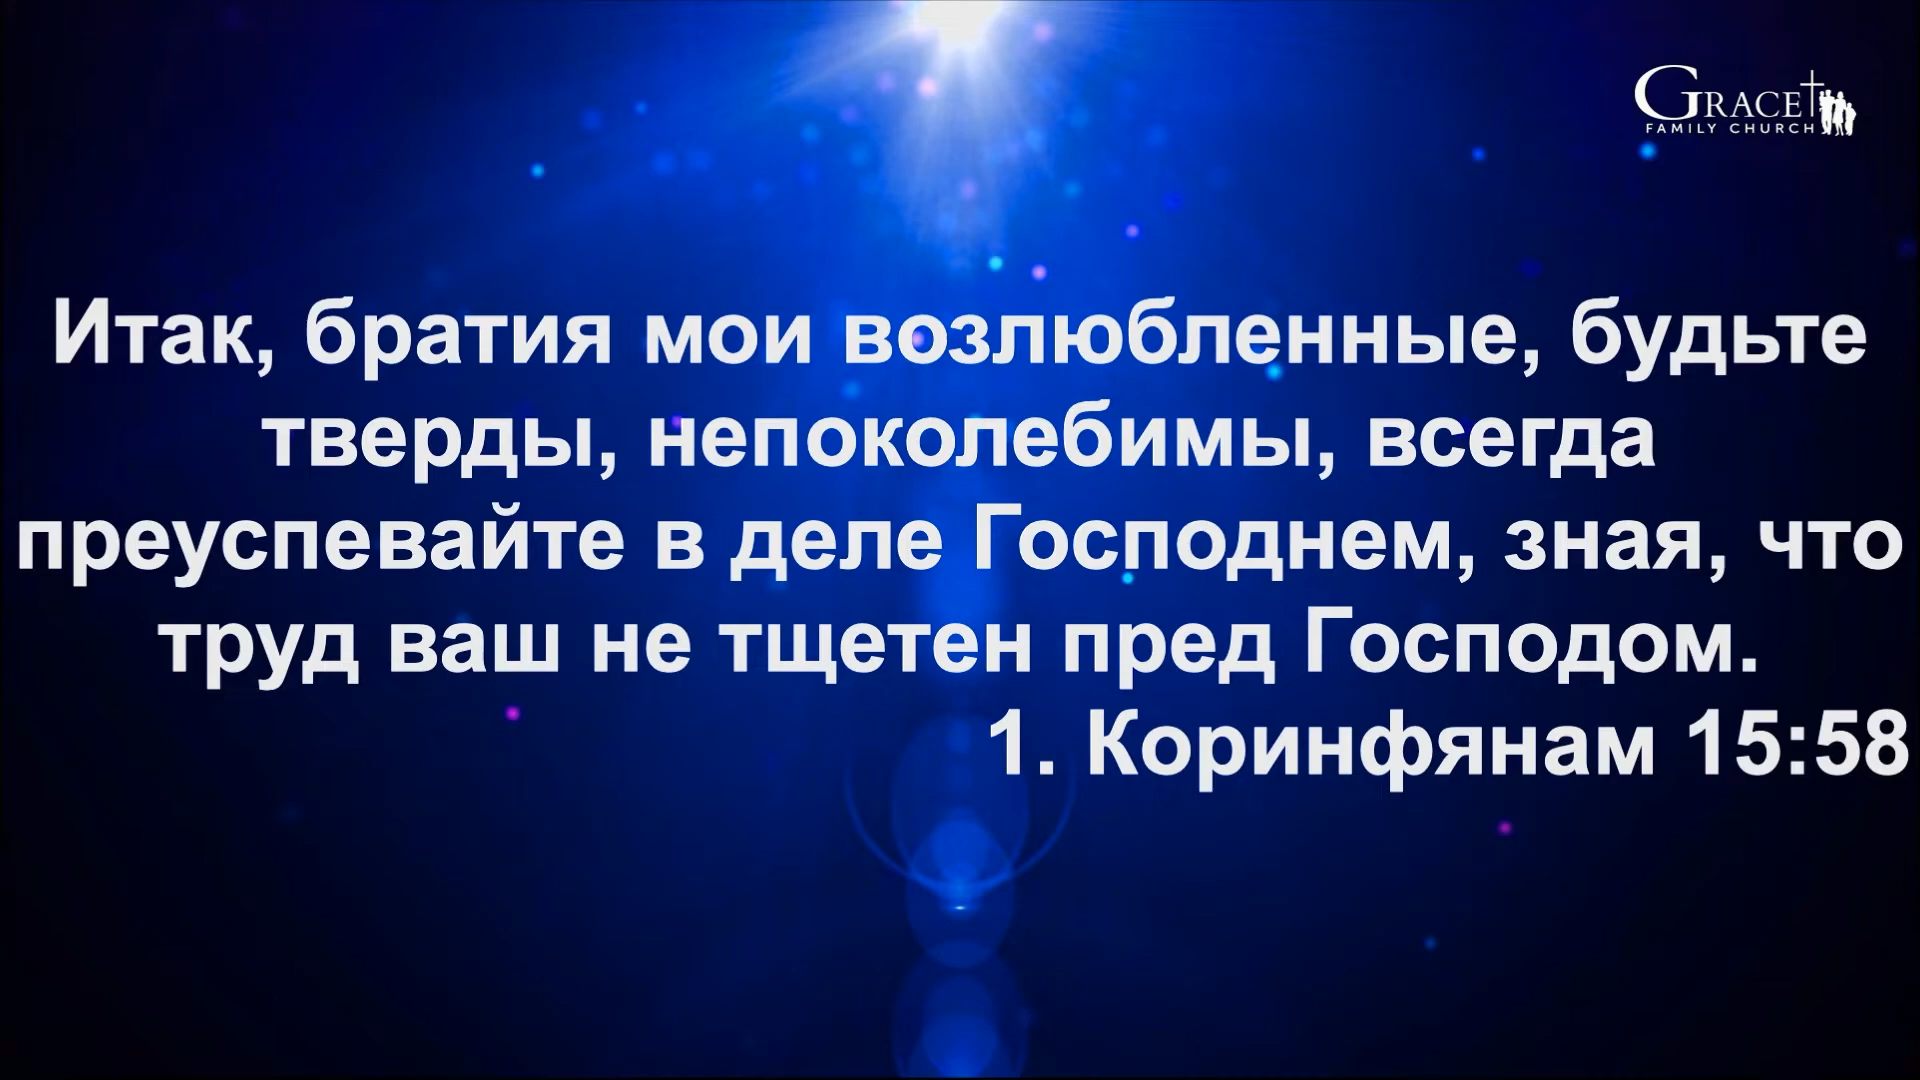 GRACE
FAMILY CHURCH
Итак, братия мои возлюбленные, будьте
тверды, непоколебимы, всегда
преуспевайте в деле Господнем, зная, что
труд ваш не тщетен пред Господом.
1. Коринфянам 15:58